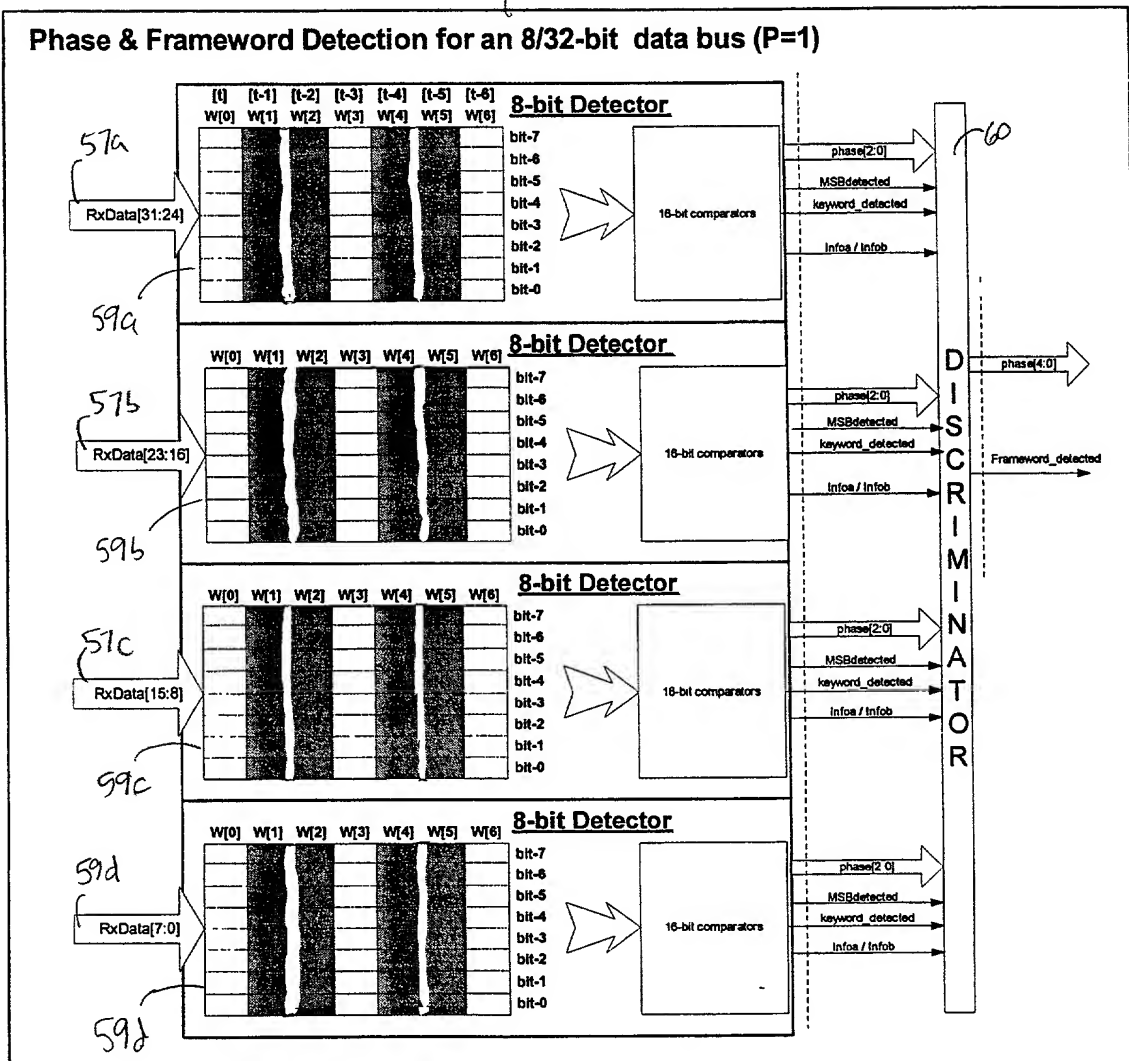 Phase & Frameword Detection for an 8/32-bit data bus (P=1)
[t] [t-1] [t-2] [t-3] [t-4] [t-5] [t-6]
W[0] W[1] W[2] W[3] W[4] W[5] W[6]
8-bit Detector
bit-7
bit-6
bit-5
bit-4
bit-3
bit-2
bit-1
bit-0
57a
RxData[31:24]
59a
16-bit comparators
phase[2:0]
MSBdetected
keyword_detected
Infoa / Infob
60
W[0] W[1] W[2] W[3] W[4] W[5] W[6]
8-bit Detector
bit-7
bit-6
bit-5
bit-4
bit-3
bit-2
bit-1
bit-0
57b
RxData[23:16]
59b
16-bit comparators
phase[2:0]
MSBdetected
keyword_detected
Infoa / Infob
DISCRIMINATOR
phase[4:0]
Frameword_detected
W[0] W[1] W[2] W[3] W[4] W[5] W[6]
8-bit Detector
bit-7
bit-6
bit-5
bit-4
bit-3
bit-2
bit-1
bit-0
57c
RxData[15:8]
59c
16-bit comparators
phase[2:0]
MSBdetected
keyword_detected
Infoa / Infob
W[0] W[1] W[2] W[3] W[4] W[5] W[6]
8-bit Detector
bit-7
bit-6
bit-5
bit-4
bit-3
bit-2
bit-1
bit-0
59d
RxData[7:0]
59d
16-bit comparators
phase[2 0]
MSBdetected
keyword_detected
Infoa / Infob